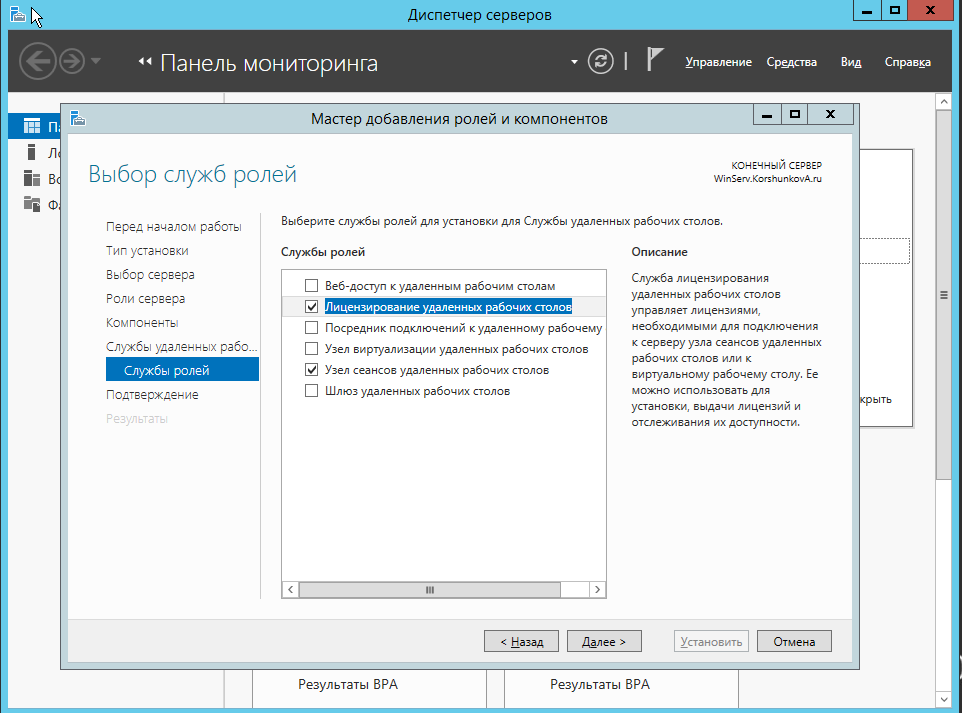 Диспетчер серверов
Панель мониторинга
Управление Средства Вид Справка
Мастер добавления ролей и компонентов
Выбор служб ролей
КОНЕЧНЫЙ СЕРВЕР
WinServ.KorshunkovA.ru
Перед началом работы
Тип установки
Выбор сервера
Роли сервера
Компоненты
Службы удаленных рабо...
Службы ролей
Подтверждение
Результаты
Выберите службы ролей для установки для Службы удаленных рабочих столов.
Службы ролей
Веб-доступ к удаленным рабочим столам
Лицензирование удаленных рабочих столов
Посредник подключений к удаленному рабочему
Узел виртуализации удаленных рабочих столов
Узел сеансов удаленных рабочих столов
Шлюз удаленных рабочих столов
Описание
Служба лицензирования
удаленных рабочих столов
управляет лицензиями,
необходимыми для подключения
к серверу узла сеансов удаленных
рабочих столов или к
виртуальному рабочему столу. Ее
можно использовать для
установки, выдачи лицензий и
отслеживания их доступности.
крыть
< Назад
Далее >
Установить
Отмена
Результаты BPA
Результаты BPA